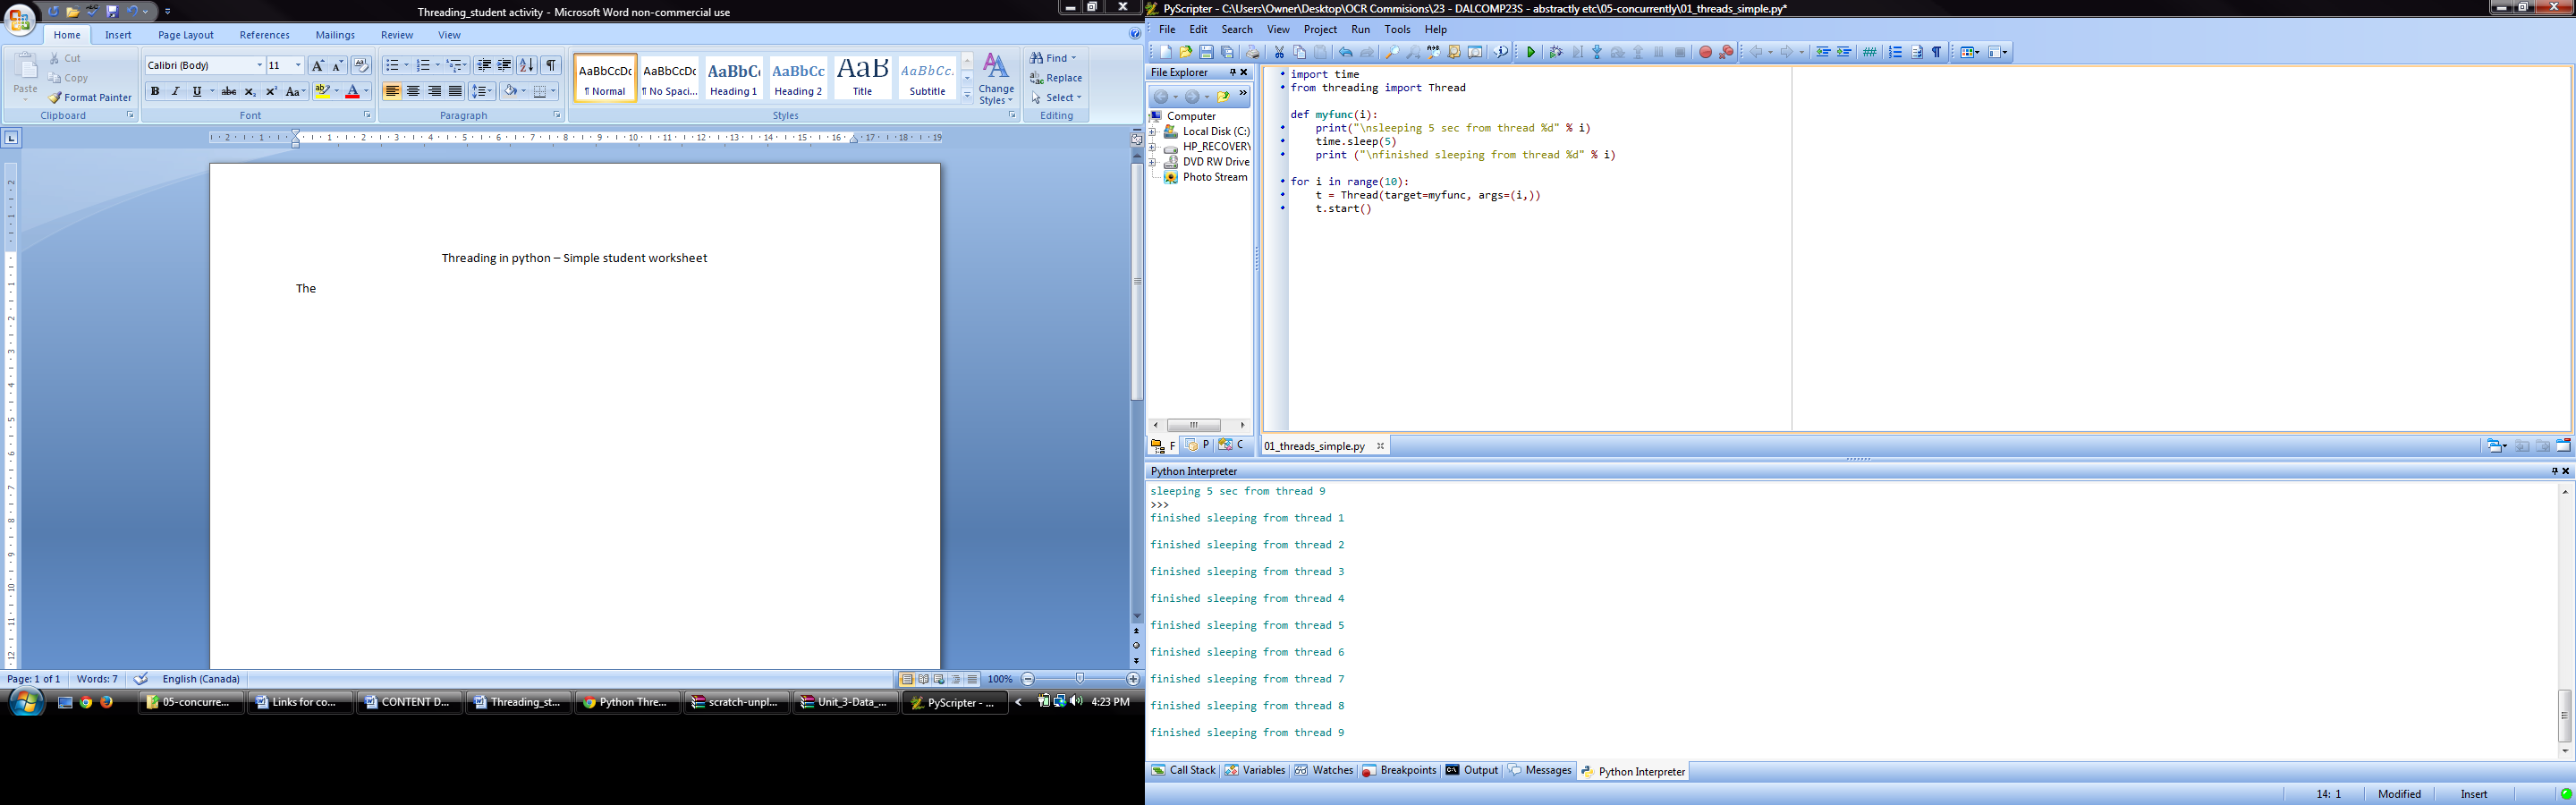 Threading_student activity - Microsoft Word non-commercial use
Home Insert Page Layout References Mailings Review View
Paste
Cut
Copy
Format Painter
Clipboard
Calibri (Body) 11
Font
Paragraph
AaBbCcDc AaBbCcDc AaBbC AaBbCc AaB AaBbCc.
¶ Normal ¶ No Spaci... Heading 1 Heading 2 Title Subtitle
Change Styles
Styles
Find
Replace
Select
Editing
Threading in python – Simple student worksheet
The
Page: 1 of 1 Words: 7 English (Canada) 100%
05-concurre... Links for co... CONTENT D... Threading_st... Python Thre... scratch-unpl... Unit_3-Data_... PyScripter - ... 4:23 PM
PyScripter - C:\Users\Owner\Desktop\OCR Commisions\23 - DALCOMP23S - abstractly etc\05-concurrently\01_threads_simple.py*
File Edit Search View Project Run Tools Help
File Explorer
Computer
Local Disk (C:)
HP_RECOVERY
DVD RW Drive
Photo Stream
F P C
import time
from threading import Thread
def myfunc(i):
print("\nsleeping 5 sec from thread %d" % i)
time.sleep(5)
print ("\nfinished sleeping from thread %d" % i)
for i in range(10):
t = Thread(target=myfunc, args=(i,))
t.start()
01_threads_simple.py
Python Interpreter
sleeping 5 sec from thread 9
>>>
finished sleeping from thread 1
finished sleeping from thread 2
finished sleeping from thread 3
finished sleeping from thread 4
finished sleeping from thread 5
finished sleeping from thread 6
finished sleeping from thread 7
finished sleeping from thread 8
finished sleeping from thread 9
Call Stack Variables Watches Breakpoints Output Messages Python Interpreter
14: 1 Modified Insert